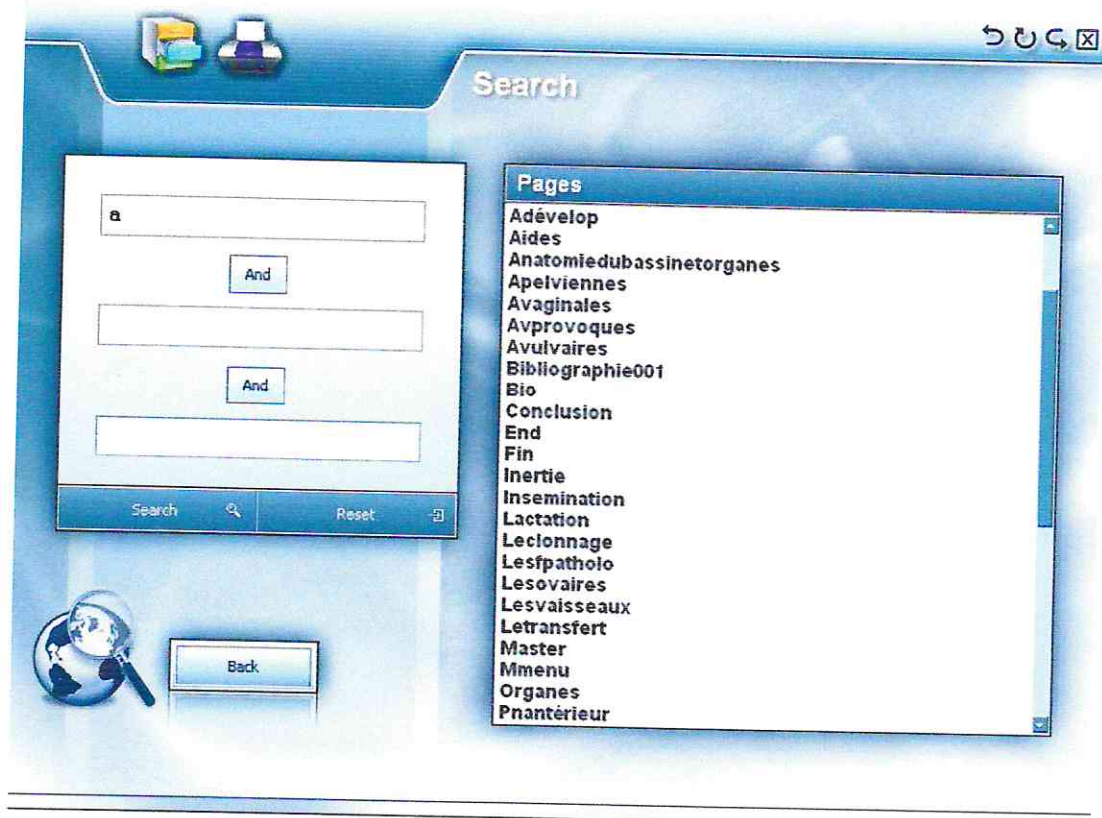 Search
a
And
And
Search
Reset
Back
Pages
Adévelop
Aides
Anatomiedubassinetorganes
Apelviennes
Avaginales
Avprovoques
Avulvaires
Bibliographie001
Bio
Conclusion
End
Fin
Inertie
Insemination
Lactation
Leclonnage
Lesfpatholo
Lesovaires
Lesvaisseaux
Letransfert
Master
Mmenu
Organes
Pnantérieur